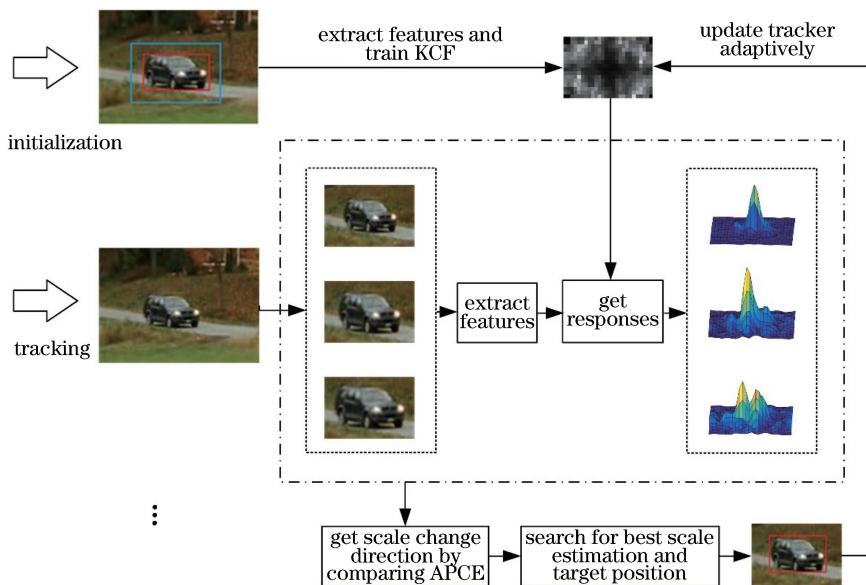 extract features and
train KCF
update tracker
adaptively
initialization
tracking
extract
features
get
responses
get scale change
direction by
comparing APCE
search for best scale
estimation and
target position